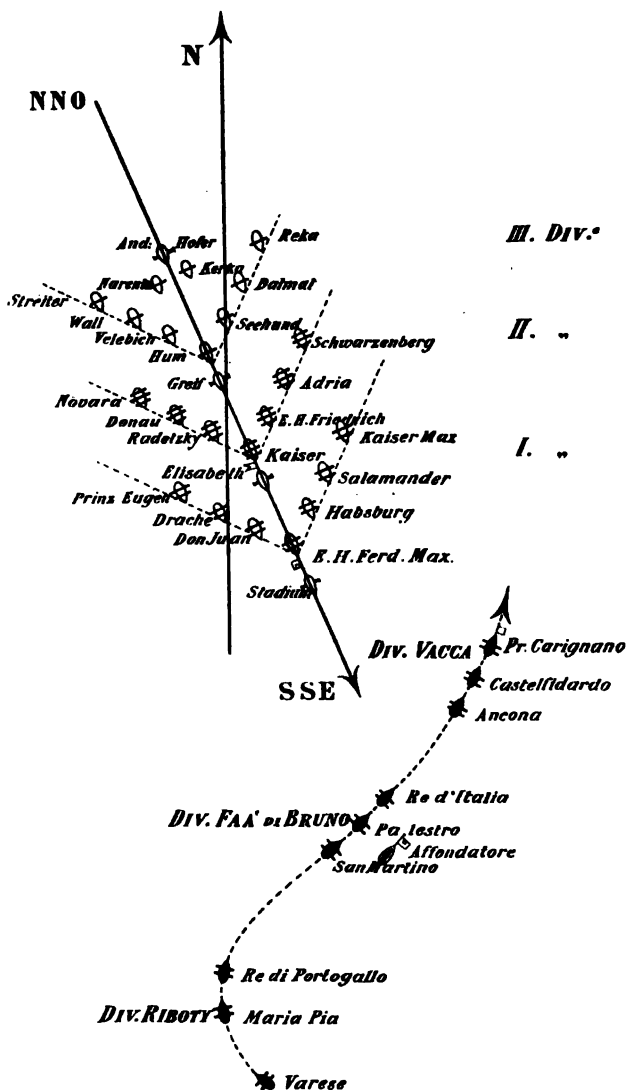 N
NNO
And: Hofer
Reka
III. DIV.e
Kerka
Narenta
Dalmat
Streiter
Wall
Velebich
Seehund
II. „
Hum
Schwarzenberg
Greif
Adria
Novara
Donau
E.H.Friedrich
Radetzky
Kaiser Max
Kaiser
I. „
Elisabeth
Salamander
Prinz Eugen
Habsburg
Drache
Don Juan
E.H.Ferd.Max.
Stadium
DIV. VACCA
Pr. Carignano
SSE
Castelfidardo
Ancona
Re d'Italia
DIV. FAA' DI BRUNO
Palestro
Affondatore
San Martino
Re di Portogallo
DIV. RIBOTY
Maria Pia
Varese